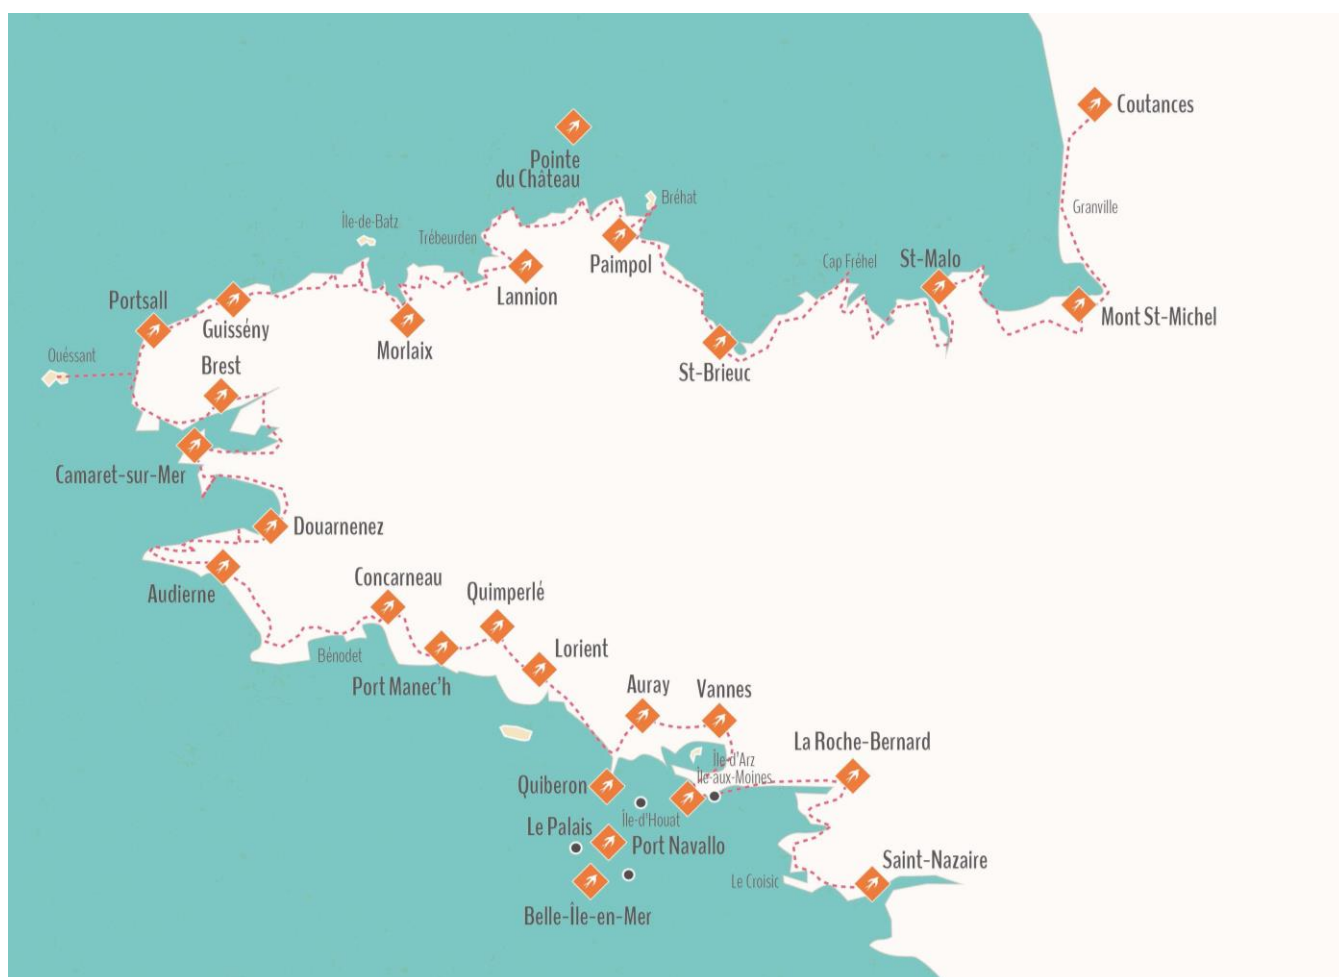 Coutances
Pointe
du Château
Bréhat
Granville
Île-de-Batz
Trébeurden
Paimpol
Cap Fréhel
St-Malo
Lannion
Portsall
Guissény
Mont St-Michel
Morlaix
Ouéssant
Brest
St-Brieuc
Camaret-sur-Mer
Douarnenez
Concarneau
Audierne
Quimperlé
Bénodet
Lorient
Port Manec'h
Auray
Vannes
La Roche-Bernard
Île-d'Arz
Île-aux-Moines
Quiberon
Île-d'Houat
Le Palais
Port Navallo
Saint-Nazaire
Le Croisic
Belle-Île-en-Mer